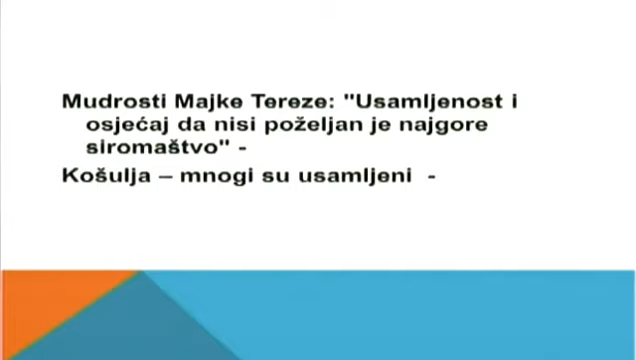 Mudrosti Majke Tereze: "Usamljenost i
osjećaj da nisi poželjan je najgore
siromaštvo" -
Košulja – mnogi su usamljeni -